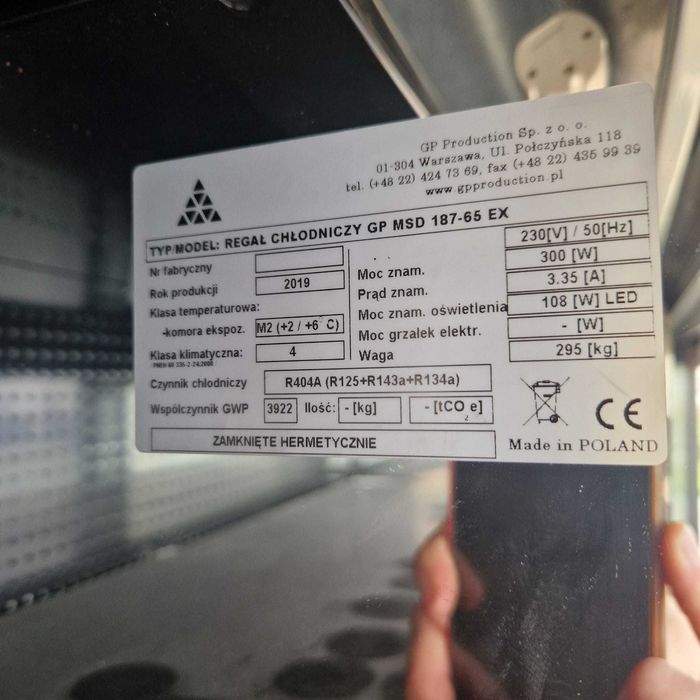 GP Production Sp. z o. o.
01-304 Warszawa, Ul. Połczyńska 118
tel. (+48 22) 424 73 69, fax (+48 22) 435 99 39
www.gpproduction.pl
TYP/MODEL: REGAŁ CHŁODNICZY GP MSD 187-65 EX
Nr fabryczny
230[V] / 50[Hz]
Rok produkcji 2019
Moc znam. 300 [W]
Klasa temperaturowa:
Prąd znam. 3.35 [A]
-komora ekspoz. M2 (+2 / +6°C)
Moc znam. oświetlenia 108 [W] LED
Klasa klimatyczna: 4
Moc grzałek elektr. - [W]
Waga 295 [kg]
Czynnik chłodniczy R404A (R125+R143a+R134a)
Współczynnik GWP 3922 Ilość: - [kg] - [tCO₂e]
ZAMKNIĘTE HERMETYCZNIE
CE
Made in POLAND